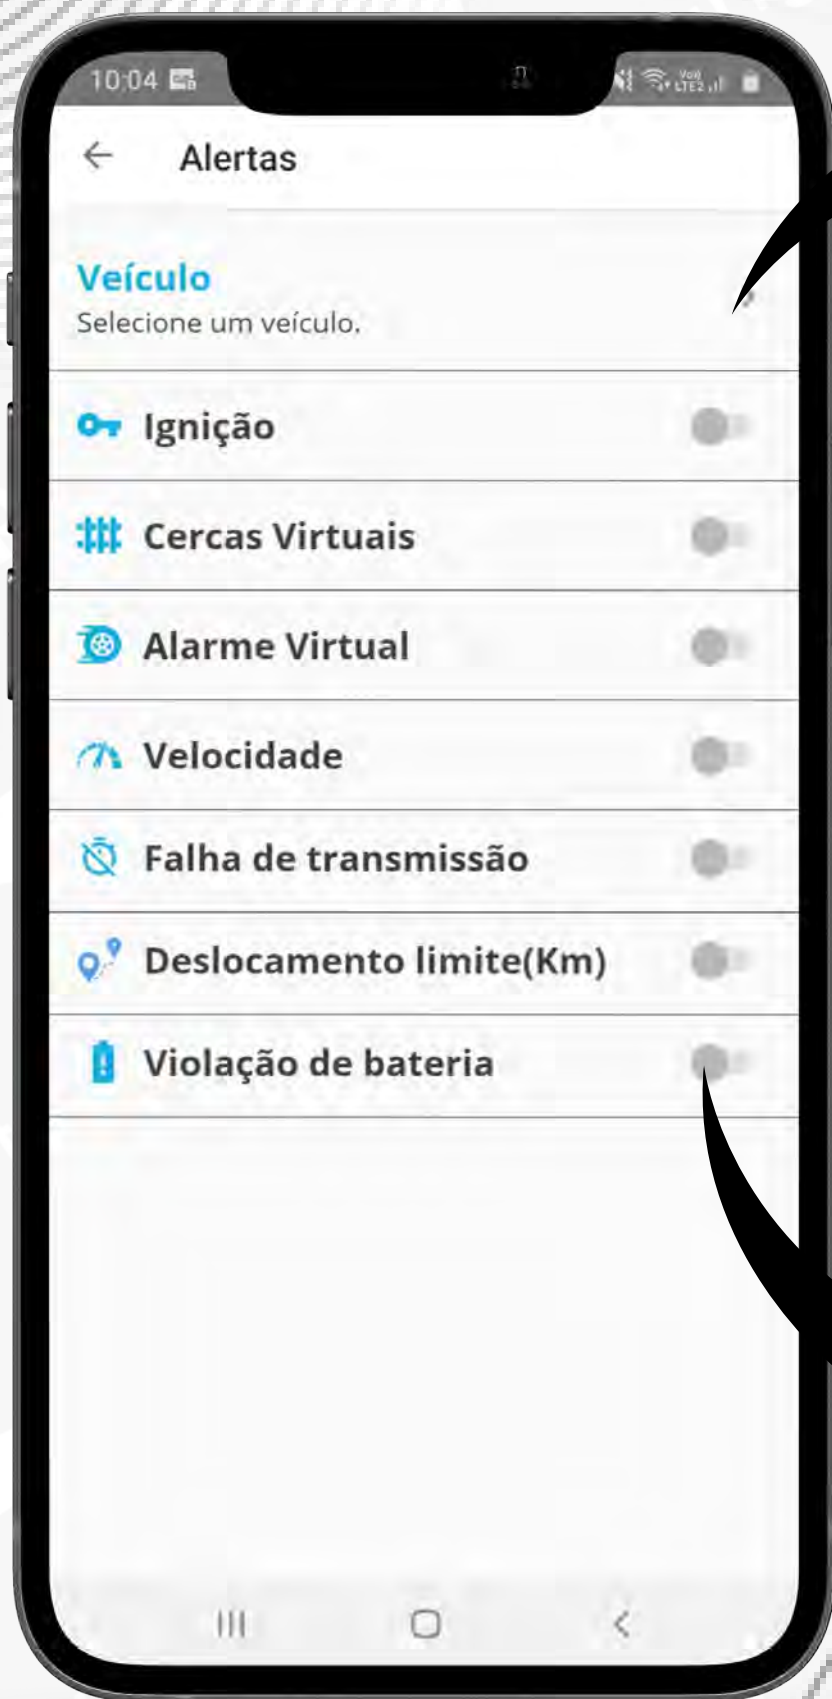 10:04
Alertas
Veículo
Selecione um veículo.
Ignição
Cercas Virtuais
Alarme Virtual
Velocidade
Falha de transmissão
Deslocamento limite(Km)
Violação de bateria